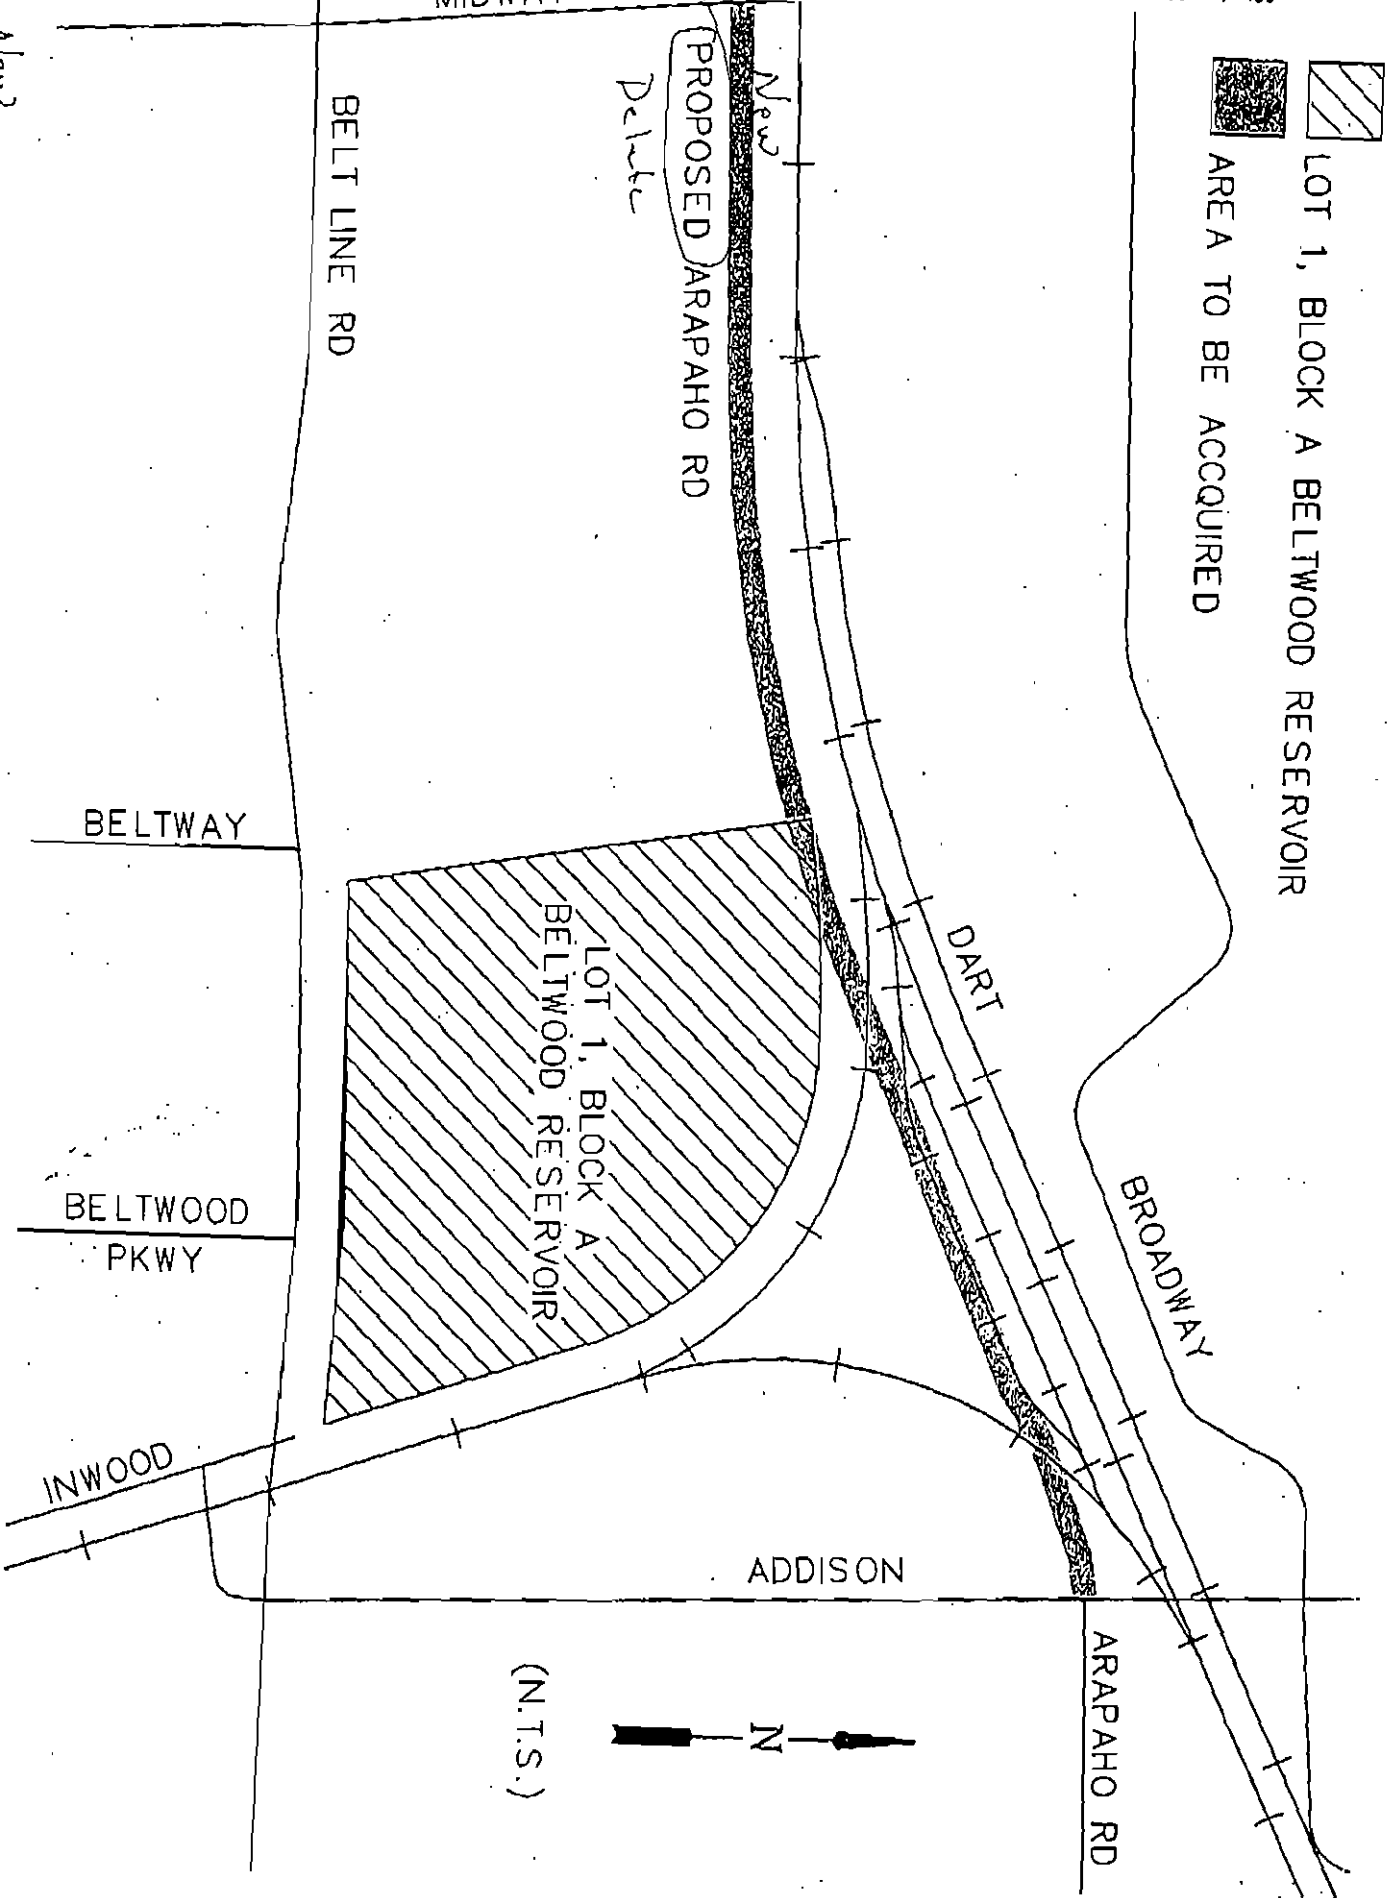 LOT 1, BLOCK A BELTWOOD RESERVOIR
AREA TO BE ACCQUIRED
BROADWAY
DART
New
PROPOSED ARAPAHO RD
Delete
BELT LINE RD
LOT 1, BLOCK A
BELTWOOD RESERVOIR
ARAPAHO RD
N
(N.T.S.)
ADDISON
BELTWAY
BELTWOOD
PKWY
INWOOD